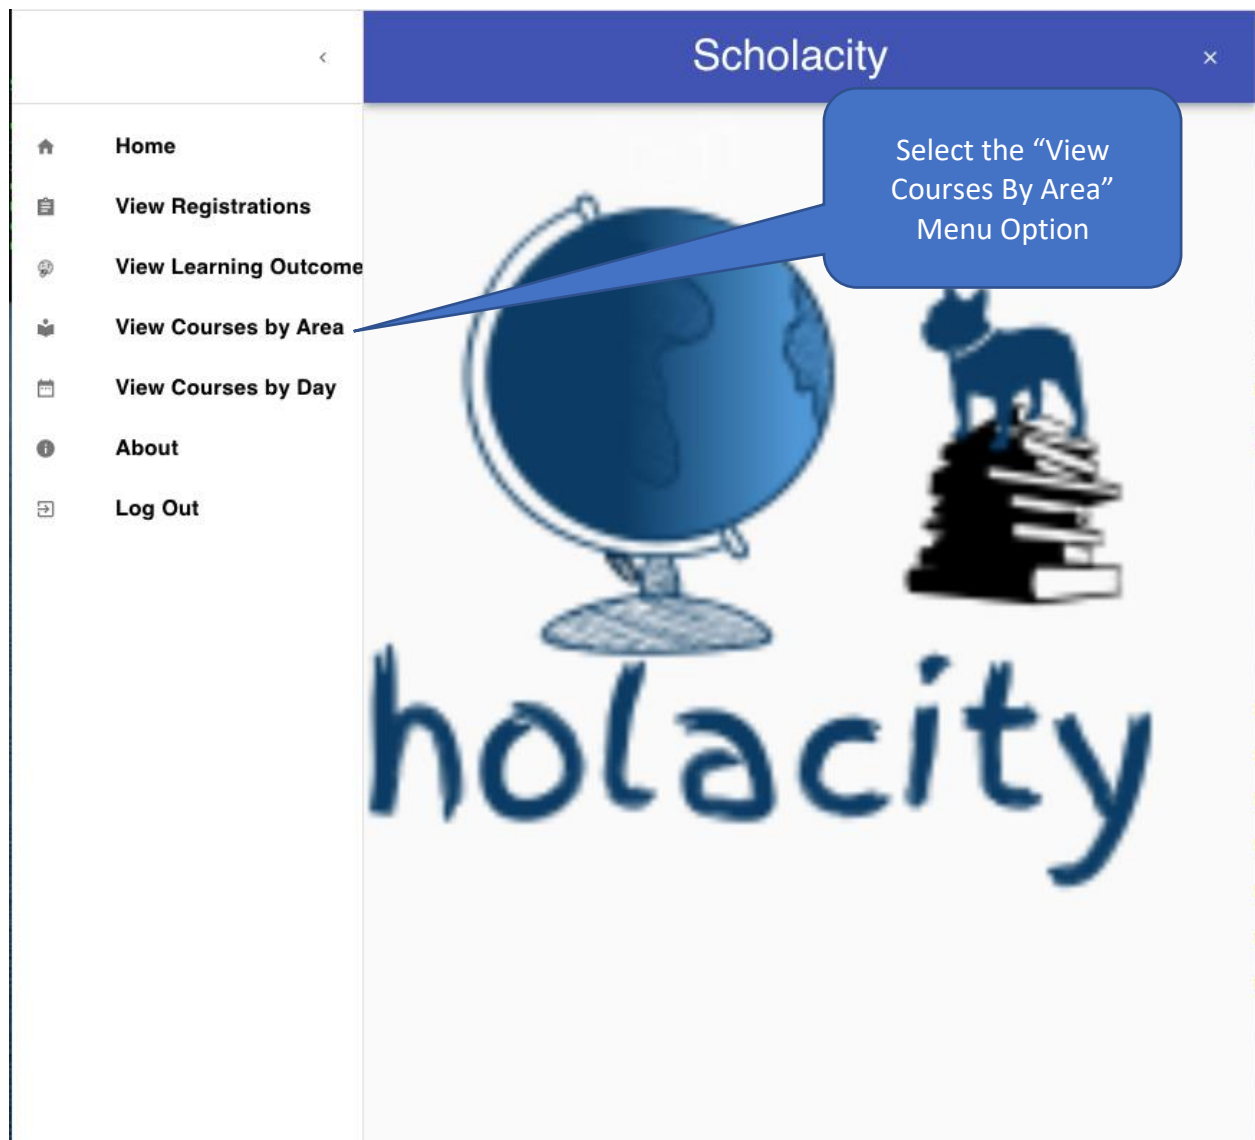 Scholacity
Home
View Registrations
View Learning Outcome
View Courses by Area
View Courses by Day
About
Log Out
Select the “View
Courses By Area”
Menu Option
holacity